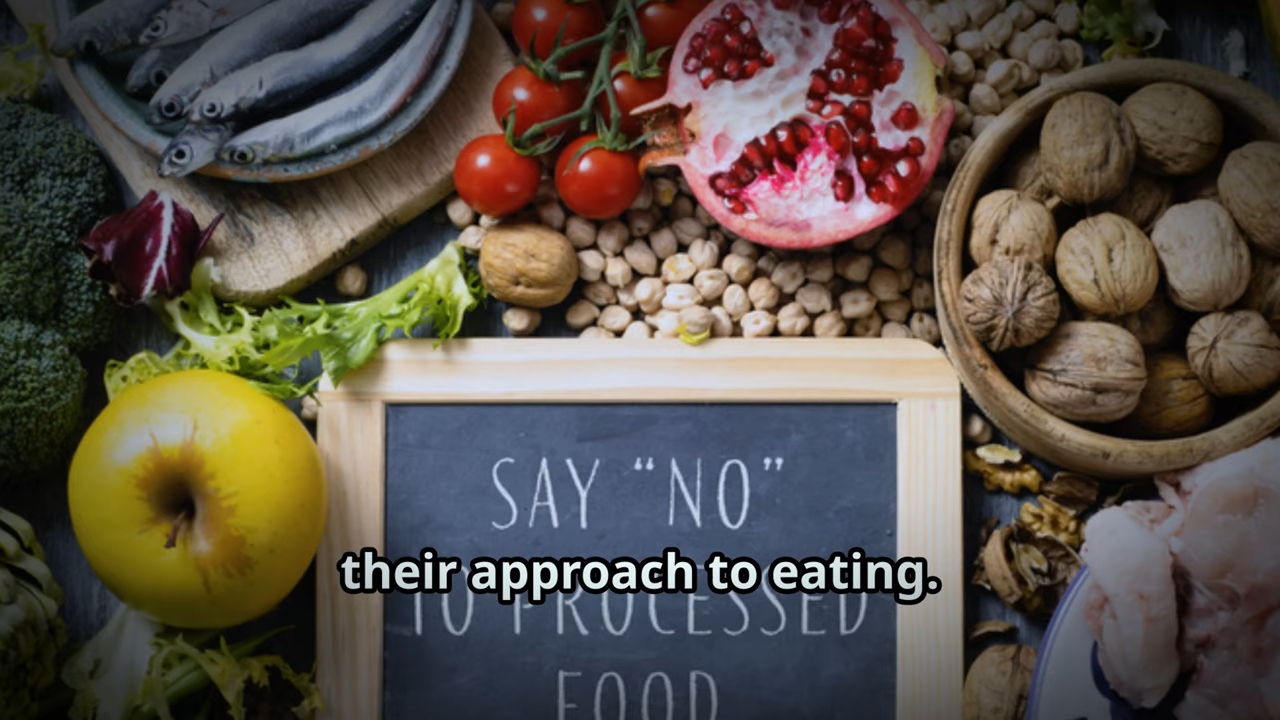 SAY “NO”
their approach to eating.
TO PROCESSED
FOOD